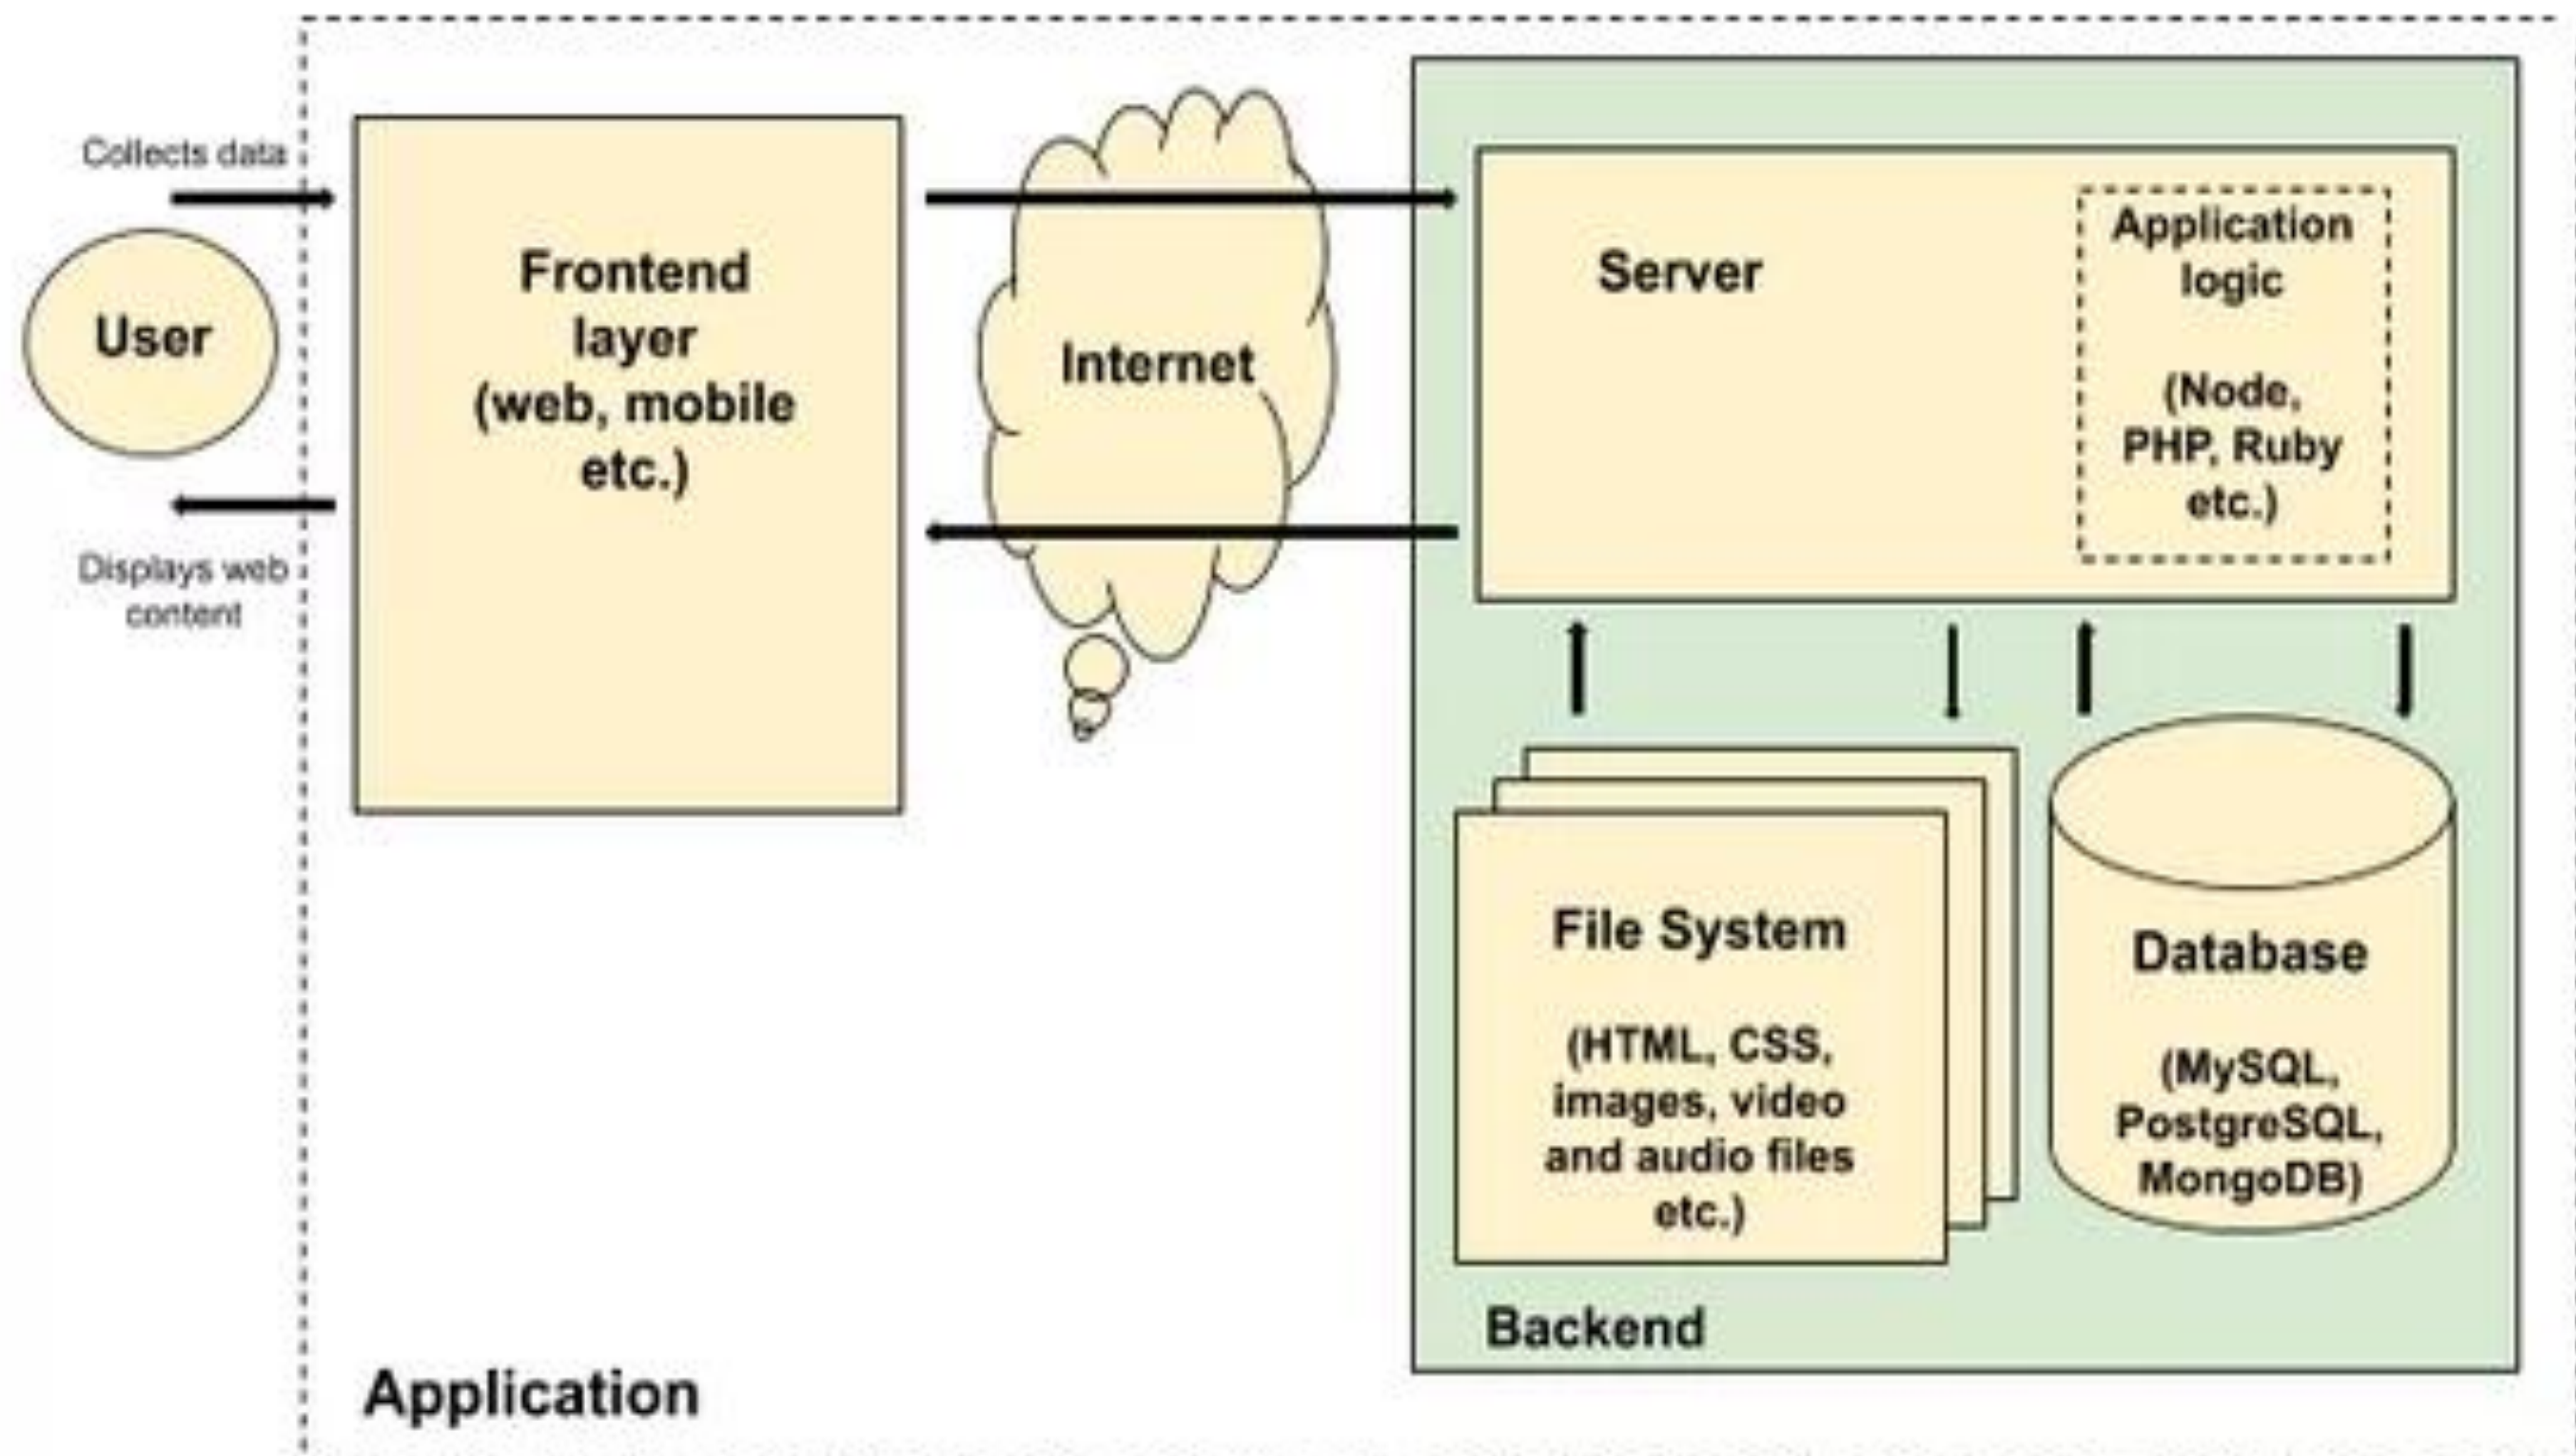 Collects data
User
Displays web
content
Frontend
layer
(web, mobile
etc.)
Internet
Server
Application
logic
(Node,
PHP, Ruby
etc.)
File System
(HTML, CSS,
images, video
and audio files
etc.)
Database
(MySQL,
PostgreSQL,
MongoDB)
Backend
Application